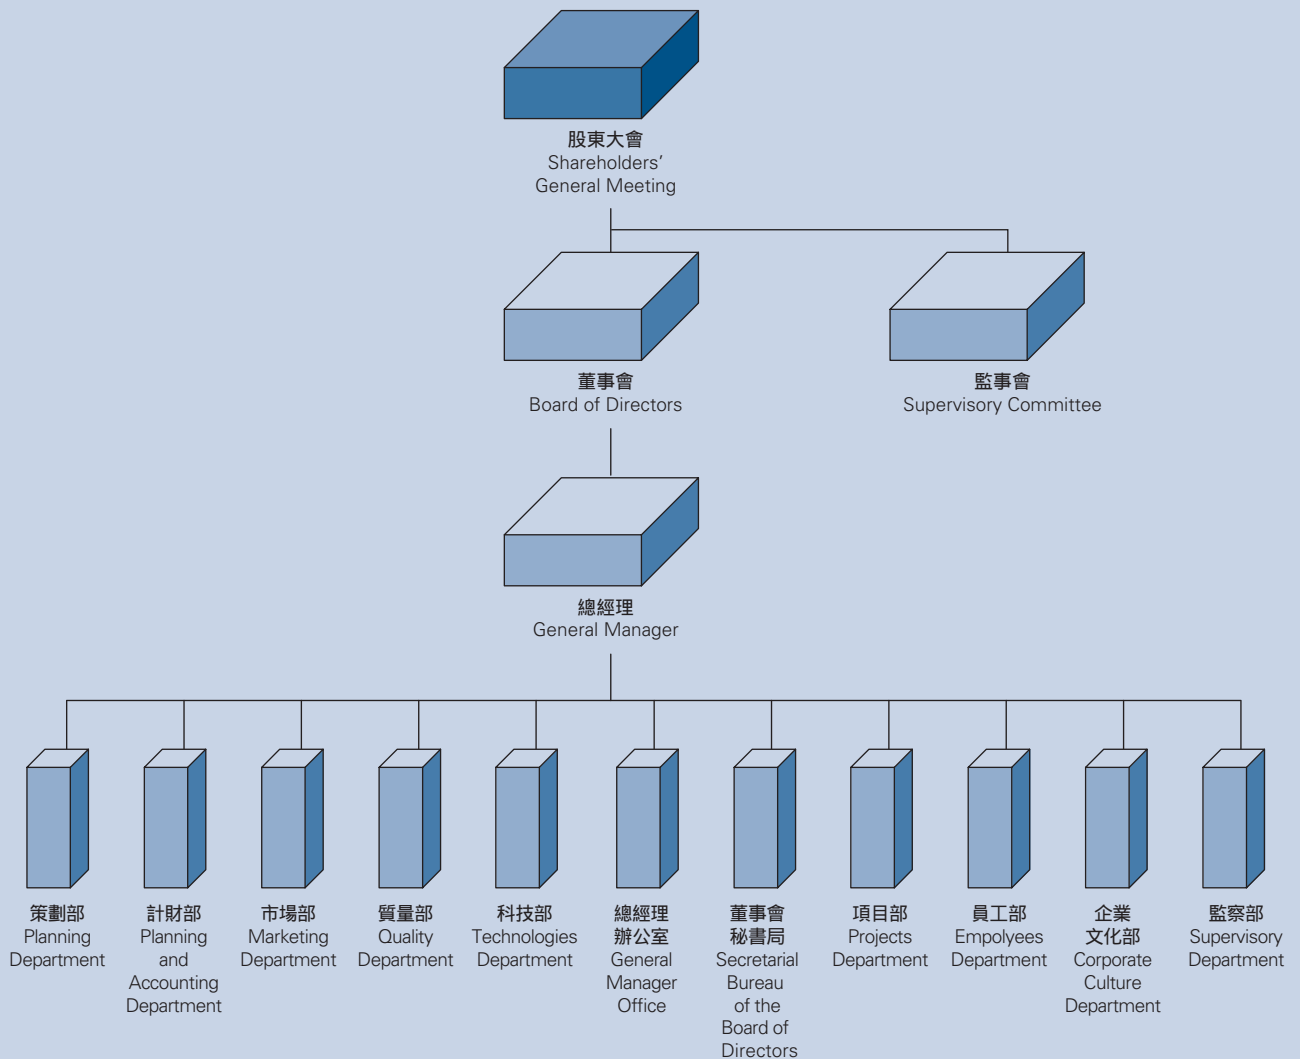 股東大會
Shareholders'
General Meeting
董事會
Board of Directors
監事會
Supervisory Committee
總經理
General Manager
策劃部
Planning
Department
計財部
Planning
and
Accounting
Department
市場部
Marketing
Department
質量部
Quality
Department
科技部
Technologies
Department
總經理
辦公室
General
Manager
Office
董事會
秘書局
Secretarial
Bureau
of the
Board of
Directors
項目部
Projects
Department
員工部
Empolyees
Department
企業
文化部
Corporate
Culture
Department
監察部
Supervisory
Department